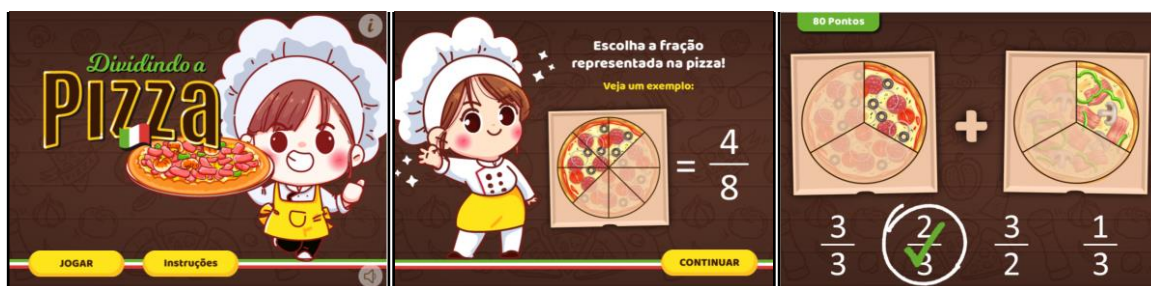 i
Dividindo a
Pizza
JOGAR
Instruções
Escolha a fração
representada na pizza!
Veja um exemplo:
= 4/8
CONTINUAR
80 Pontos
+
3/3 2/3 3/2 1/3